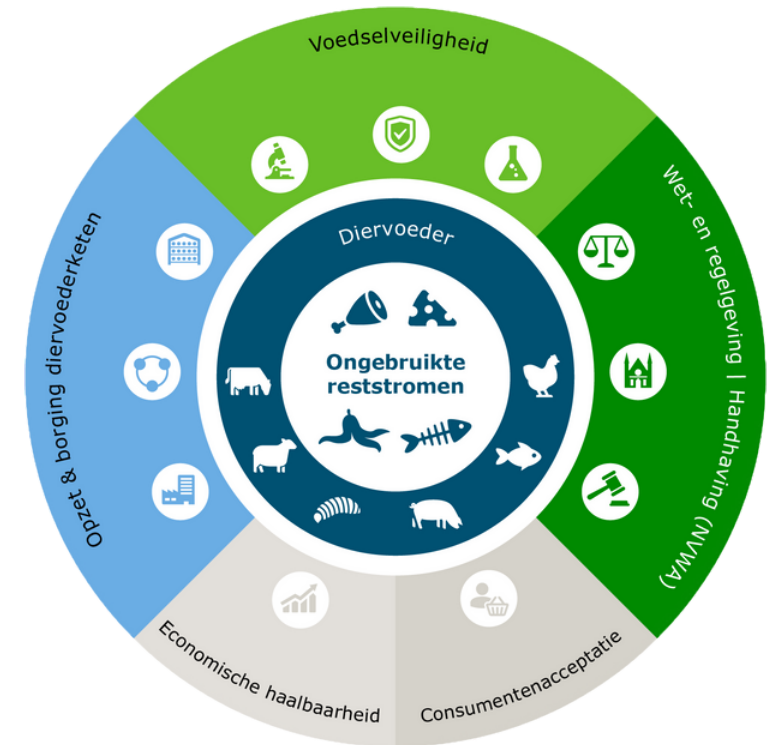 Voedselveiligheid
Wet- en regelgeving | Handhaving (NVWA)
Consumentenacceptatie
Economische haalbaarheid
Opzet & borging diervoederketen
Diervoeder
Ongebruikte
reststromen